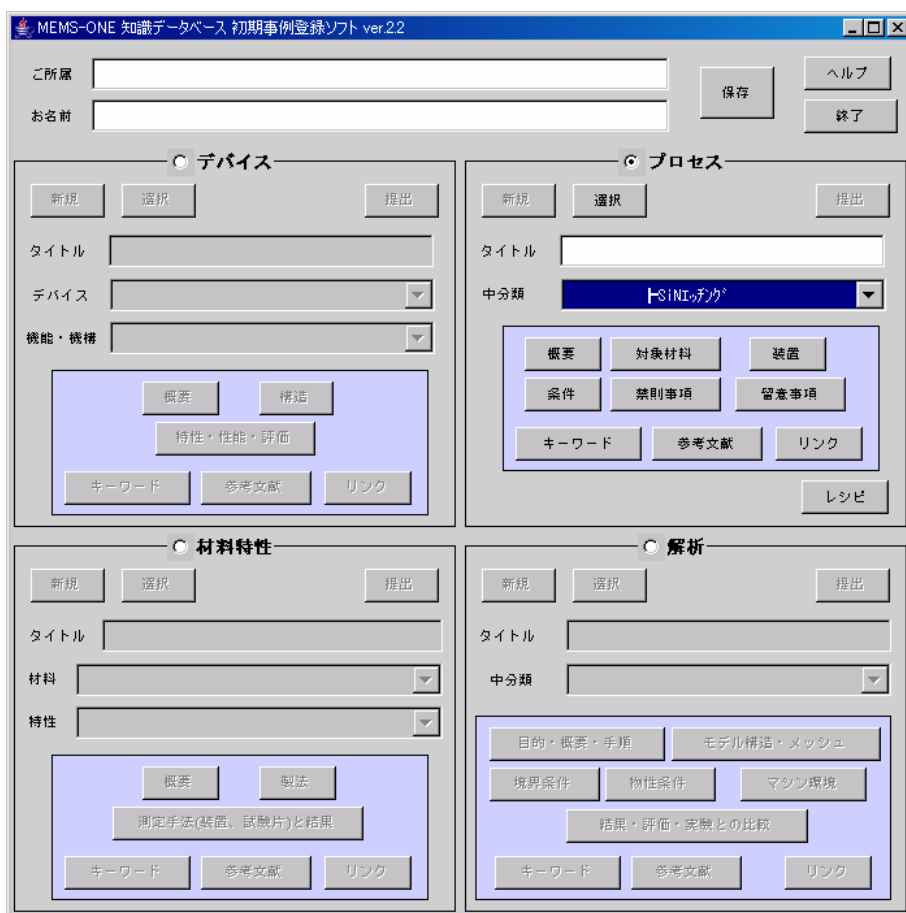 MEMS-ONE 知識データベース 初期事例登録ソフト ver.2.2
ご所属
保存
ヘルプ
お名前
終了
デバイス
新規 選択 提出
タイトル
デバイス
機能・機構
概要 構造
特性・性能・評価
キーワード 参考文献 リンク
プロセス
新規 選択 提出
タイトル
中分類 ┣SiNエッチング
概要 対象材料 装置
条件 禁則事項 留意事項
キーワード 参考文献 リンク
レシピ
材料特性
新規 選択 提出
タイトル
材料
特性
概要 製法
測定手法(装置、試験片)と結果
キーワード 参考文献 リンク
解析
新規 選択 提出
タイトル
中分類
目的・概要・手順 モデル構造・メッシュ
境界条件 物性条件 マシン環境
結果・評価・実験との比較
キーワード 参考文献 リンク